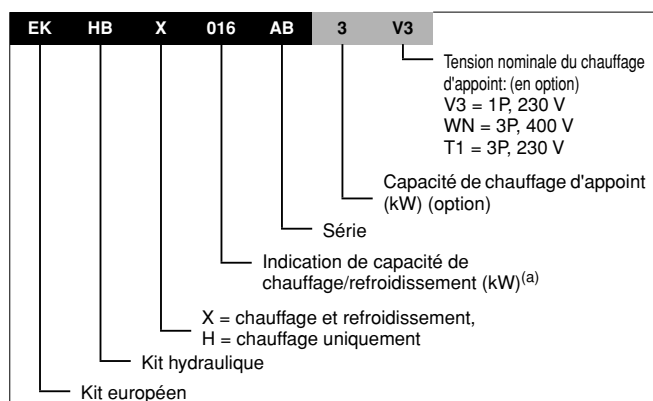 EK HB X 016 AB 3 V3
Tension nominale du chauffage
d'appoint: (en option)
V3 = 1P, 230 V
WN = 3P, 400 V
T1 = 3P, 230 V
Capacité de chauffage d'appoint
(kW) (option)
Série
Indication de capacité de
chauffage/refroidissement (kW)(a)
X = chauffage et refroidissement,
H = chauffage uniquement
Kit hydraulique
Kit européen